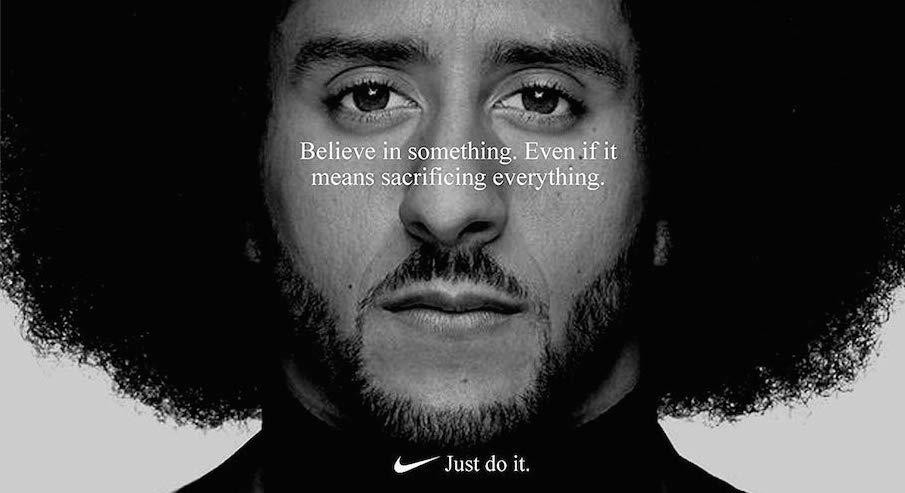 Believe in something. Even if it
means sacrificing everything.
Just do it.